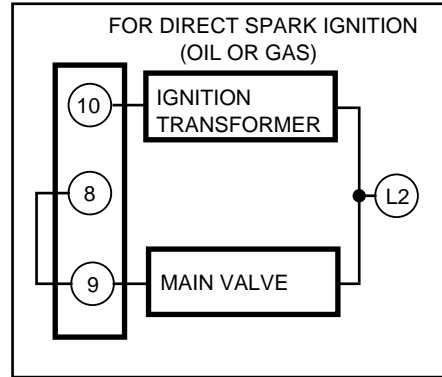 FOR DIRECT SPARK IGNITION
(OIL OR GAS)
10
IGNITION
TRANSFORMER
8
L2
9
MAIN VALVE